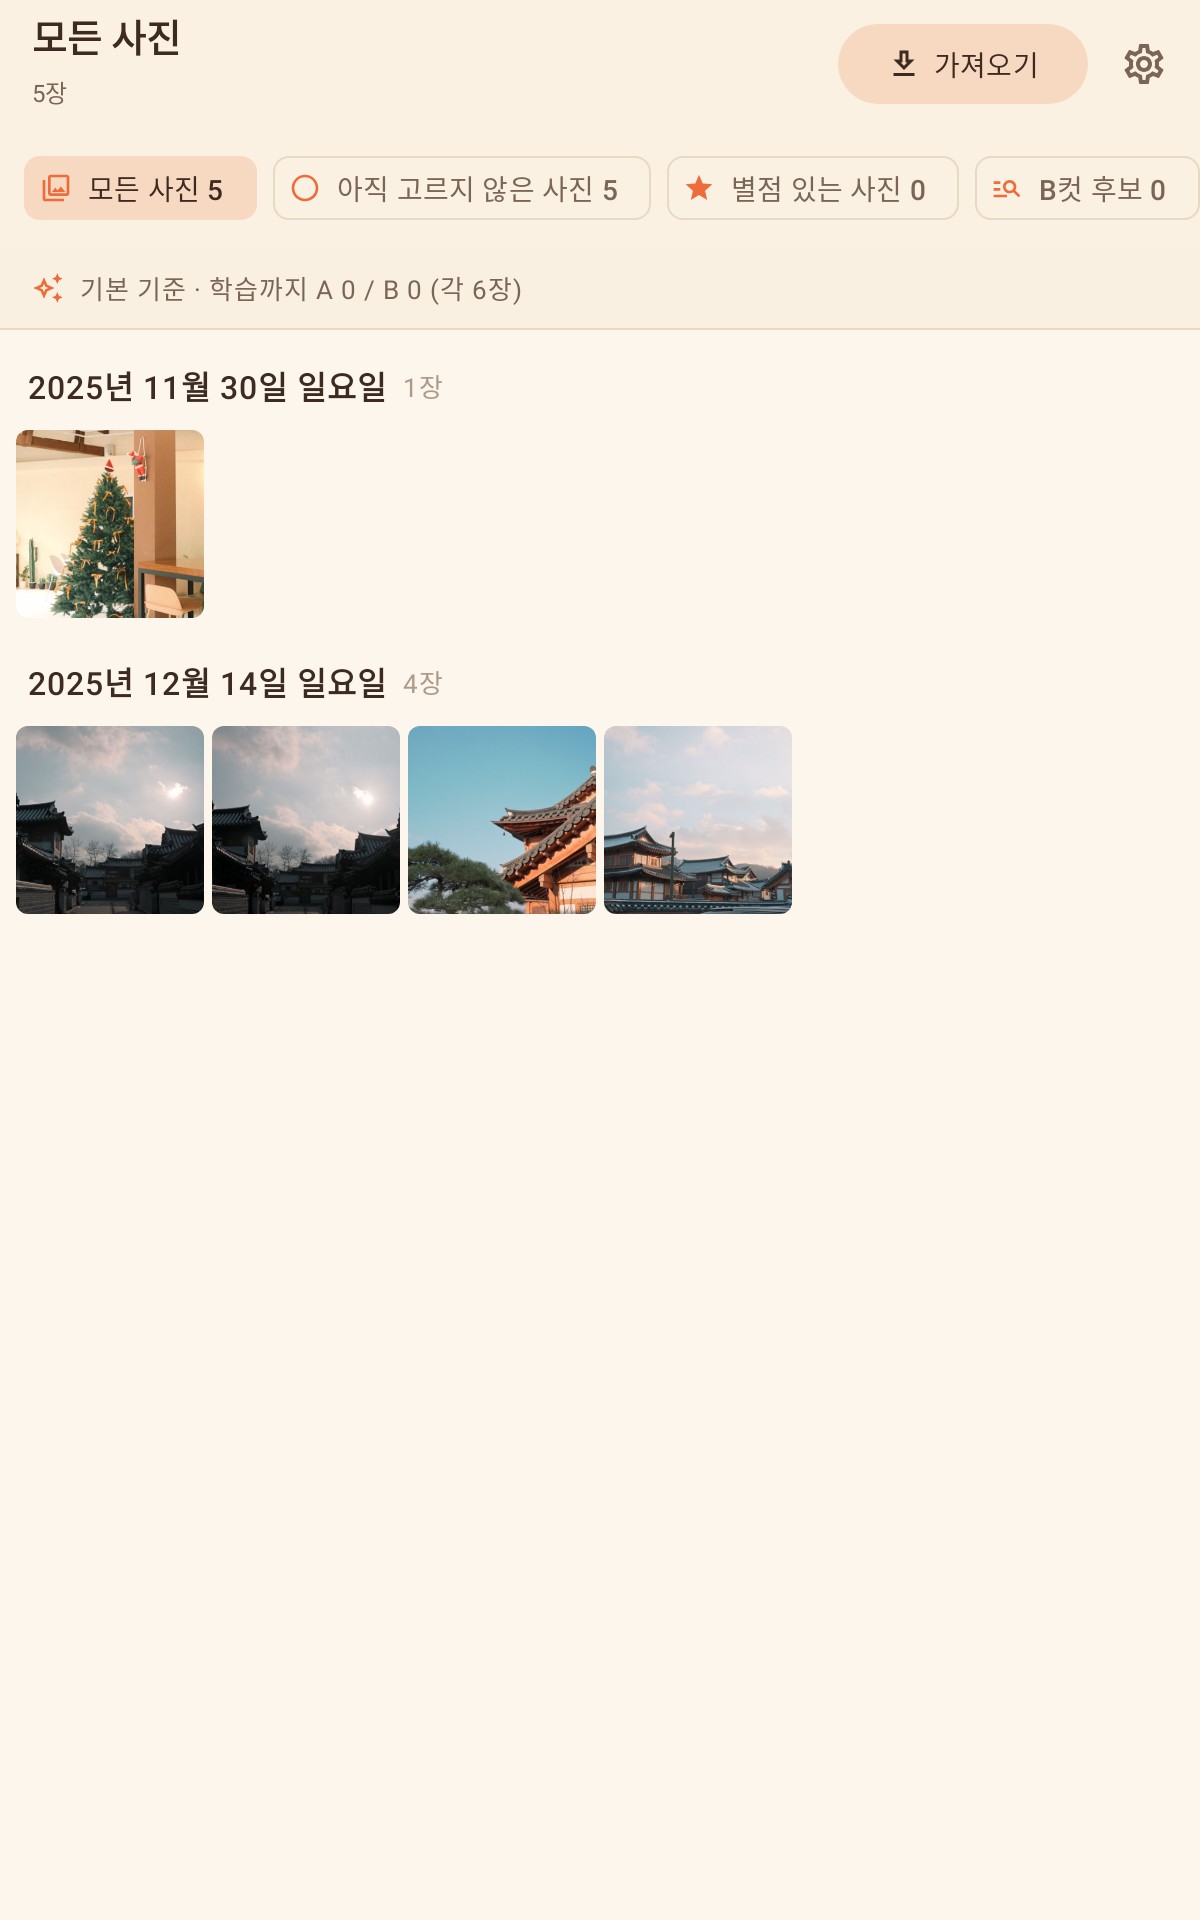 모든 사진
5장
가져오기
모든 사진 5
아직 고르지 않은 사진 5
별점 있는 사진 0
B컷 후보 0
기본 기준 · 학습까지 A 0 / B 0 (각 6장)
2025년 11월 30일 일요일 1장
2025년 12월 14일 일요일 4장